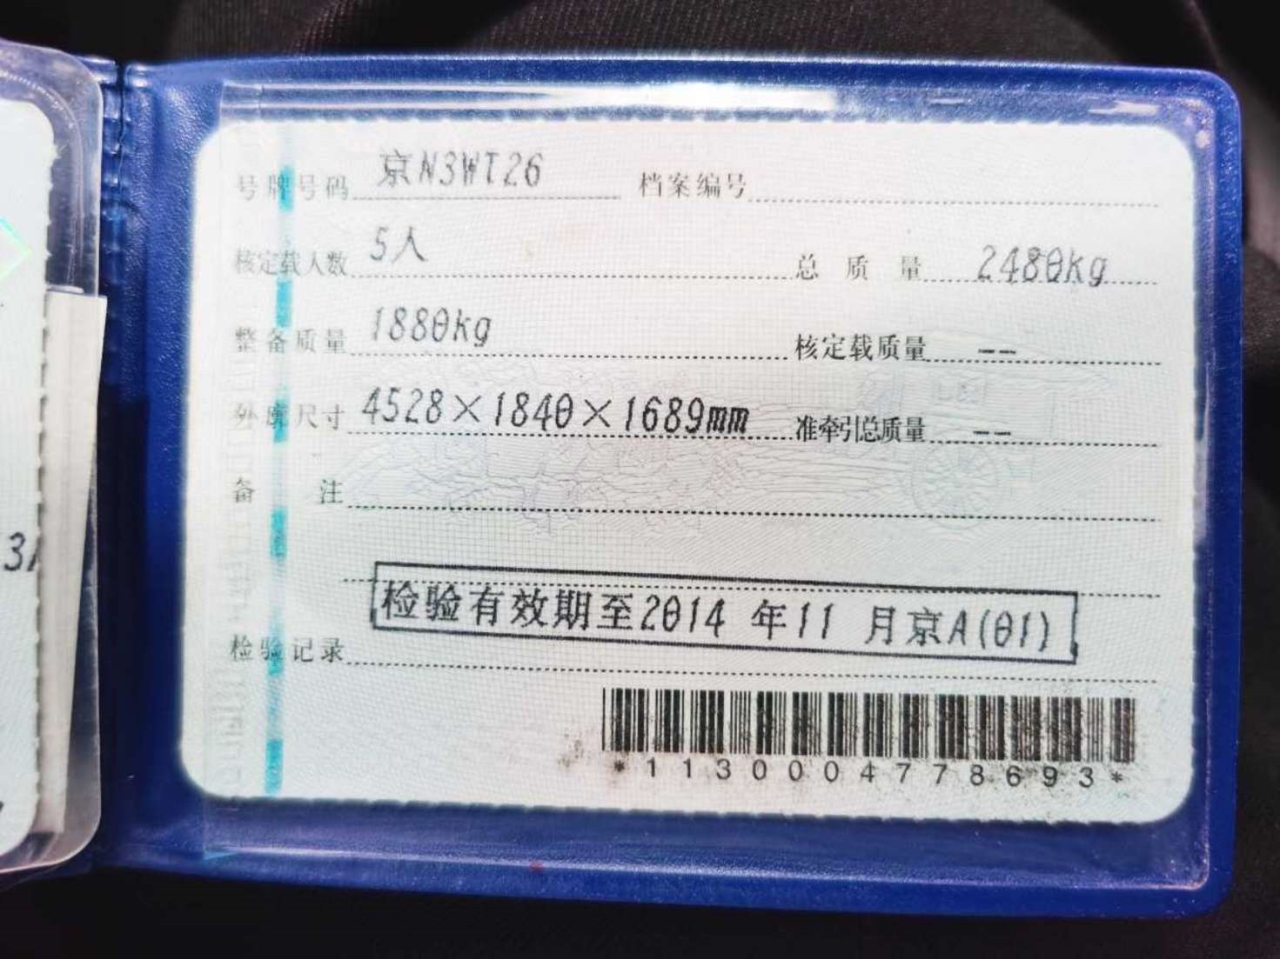 号牌号码 京N3WT26 档案编号
核定载人数 5人 总质量 2480kg
整备质量 1880kg 核定载质量 --
外廓尺寸 4528×1840×1689mm 准牵引总质量 --
备注
检验有效期至2014 年11 月京A(01)
检验记录
*1130004778693*